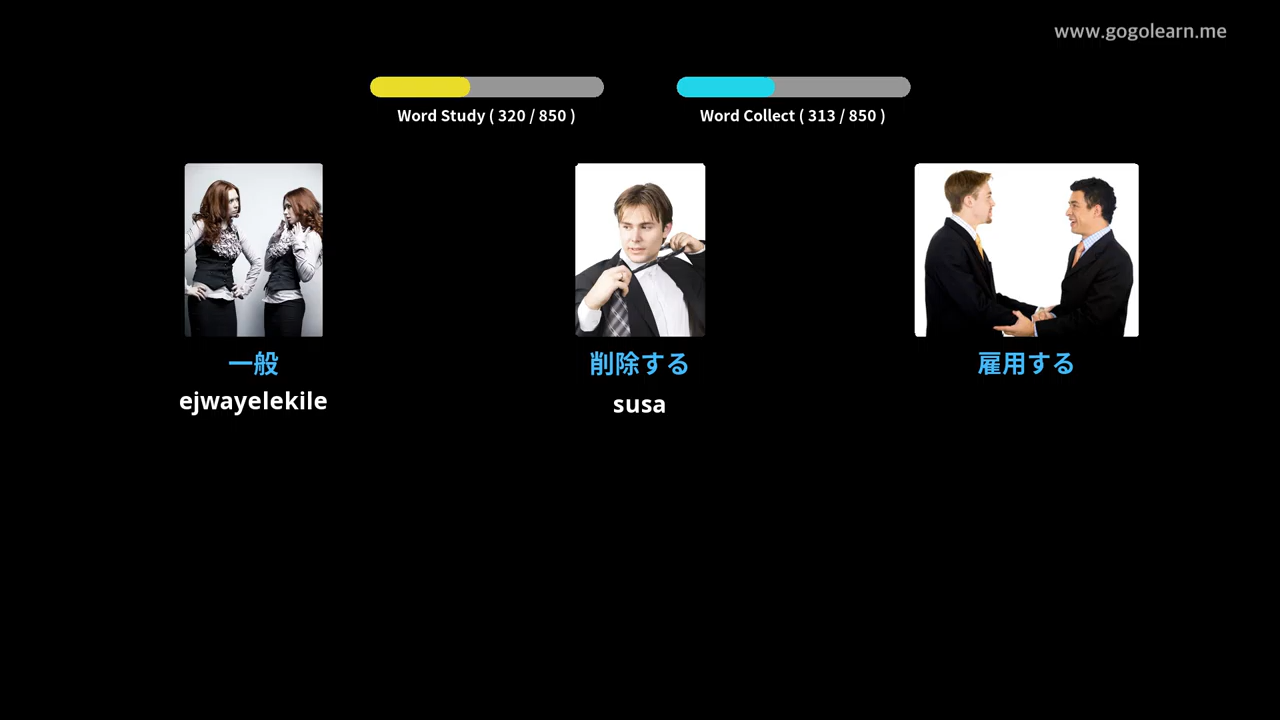 www.gogolearn.me
Word Study ( 320 / 850 )
Word Collect ( 313 / 850 )
一般
ejwayelekile
削除する
susa
雇用する